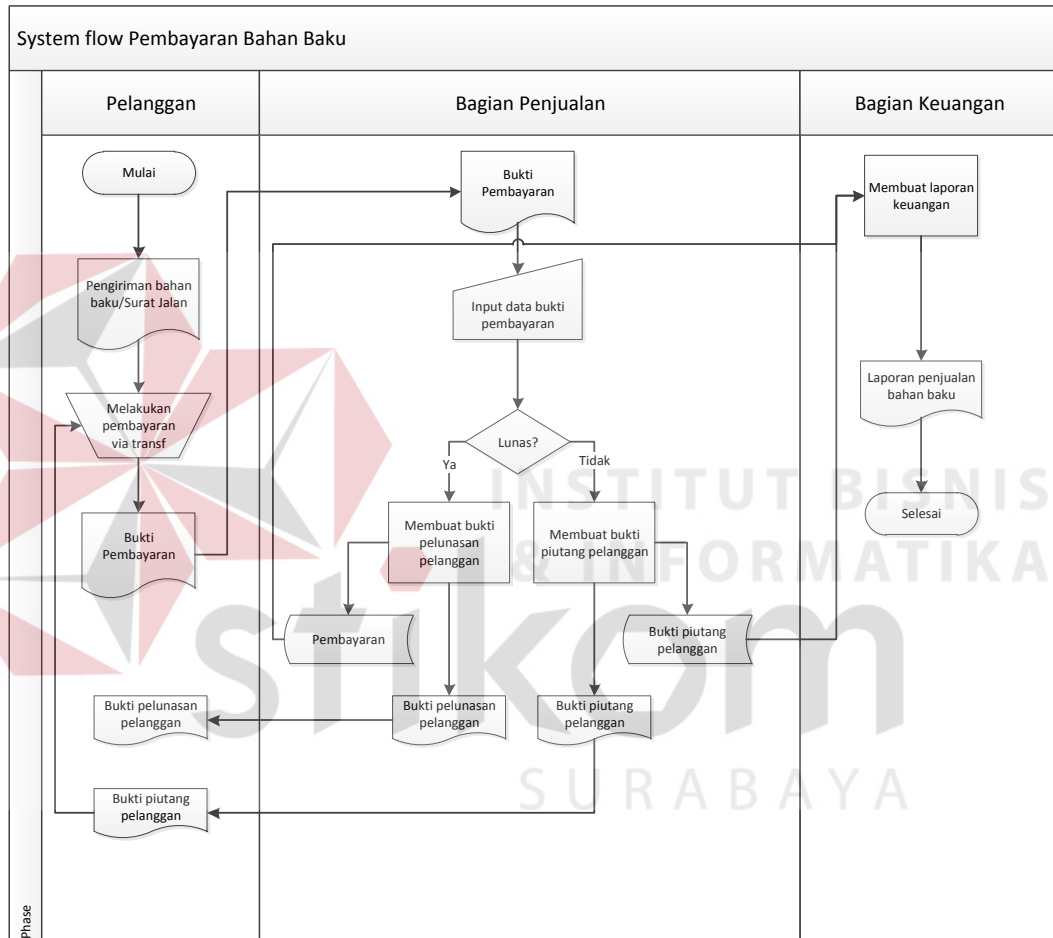 System flow Pembayaran Bahan Baku
Pelanggan
Bagian Penjualan
Bagian Keuangan
Mulai
Pengiriman bahan
baku/Surat Jalan
Melakukan
pembayaran
via transf
Bukti
Pembayaran
Bukti pelunasan
pelanggan
Bukti piutang
pelanggan
Bukti
Pembayaran
Input data bukti
pembayaran
Lunas?
Ya
Tidak
Membuat bukti
pelunasan
pelanggan
Membuat bukti
piutang pelanggan
Pembayaran
Bukti piutang
pelanggan
Bukti pelunasan
pelanggan
Bukti piutang
pelanggan
Membuat laporan
keuangan
Laporan penjualan
bahan baku
Selesai
Phase
INSTITUT BISNIS
& INFORMATIKA
stikom
SURABAYA